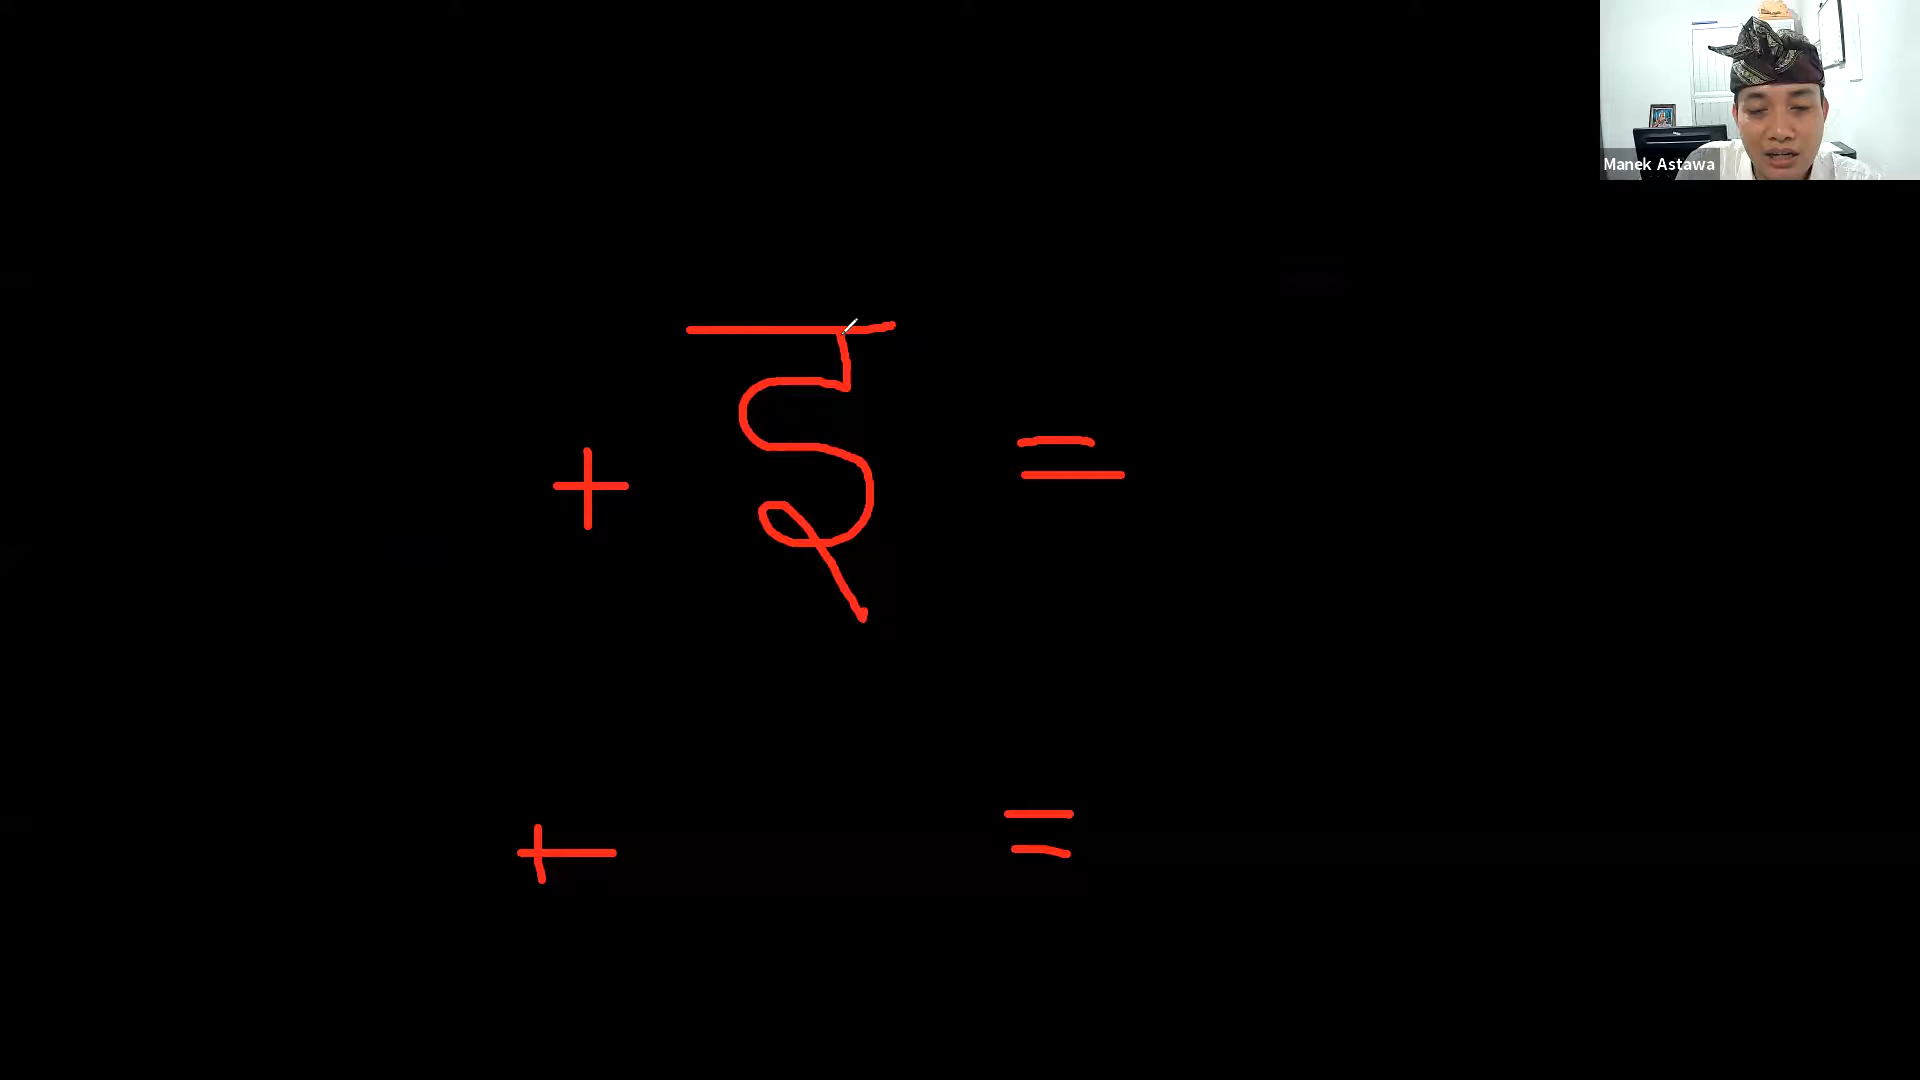 Manek Astawa
+ इ =
+ =